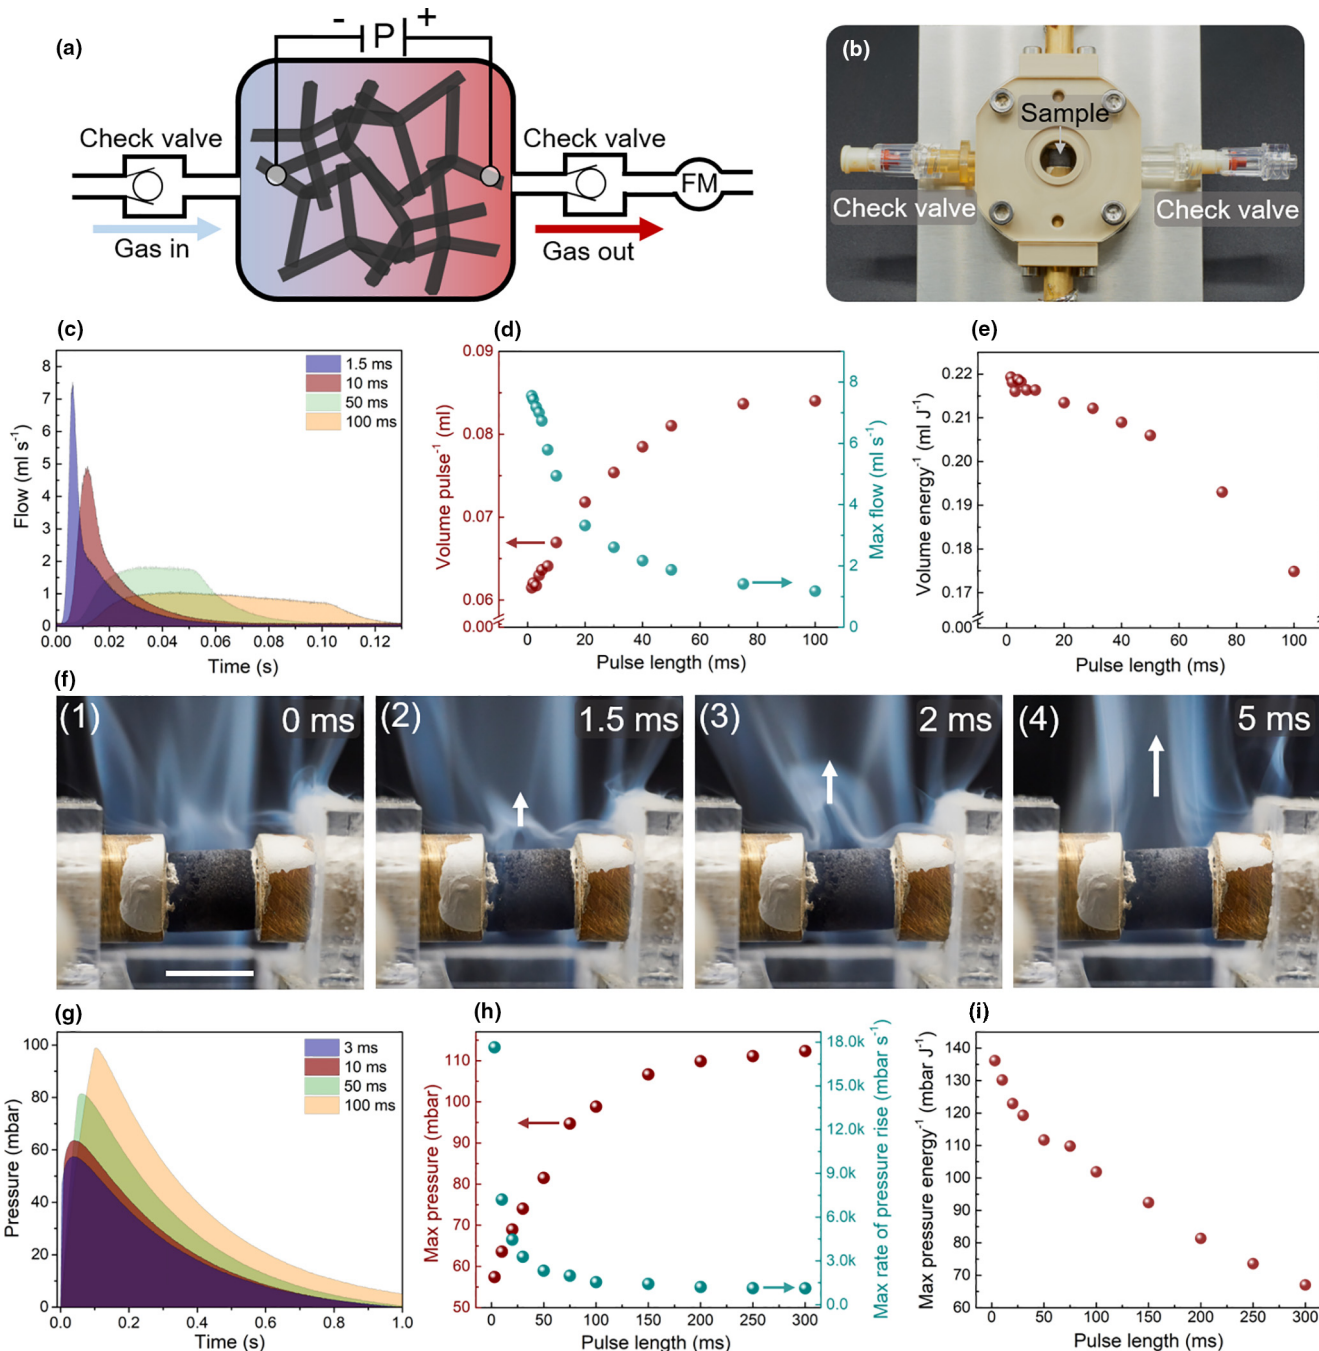 (a)
- P +
Check valve
Check valve
FM
Gas in
Gas out
(b)
Sample
Check valve
Check valve
(c)
8
7
6
5
4
3
2
1
0
Flow (ml s⁻¹)
1.5 ms
10 ms
50 ms
100 ms
0.00 0.02 0.04 0.06 0.08 0.10 0.12
Time (s)
(d)
0.09
0.08
0.07
0.06
0.00
Volume pulse⁻¹ (ml)
8
6
4
2
0
Max flow (ml s⁻¹)
0 20 40 60 80 100
Pulse length (ms)
(e)
0.22
0.21
0.20
0.19
0.18
0.17
0.00
Volume energy⁻¹ (ml J⁻¹)
0 20 40 60 80 100
Pulse length (ms)
(f)
(1) 0 ms
(2) 1.5 ms
(3) 2 ms
(4) 5 ms
(g)
100
80
60
40
20
0
Pressure (mbar)
3 ms
10 ms
50 ms
100 ms
0.0 0.2 0.4 0.6 0.8 1.0
Time (s)
(h)
110
105
100
95
90
85
80
75
70
65
60
55
50
Max pressure (mbar)
18.0k
15.0k
12.0k
9.0k
6.0k
3.0k
0.0
Max rate of pressure rise (mbar s⁻¹)
0 50 100 150 200 250 300
Pulse length (ms)
(i)
140
130
120
110
100
90
80
70
60
Max pressure energy⁻¹ (mbar J⁻¹)
0 50 100 150 200 250 300
Pulse length (ms)